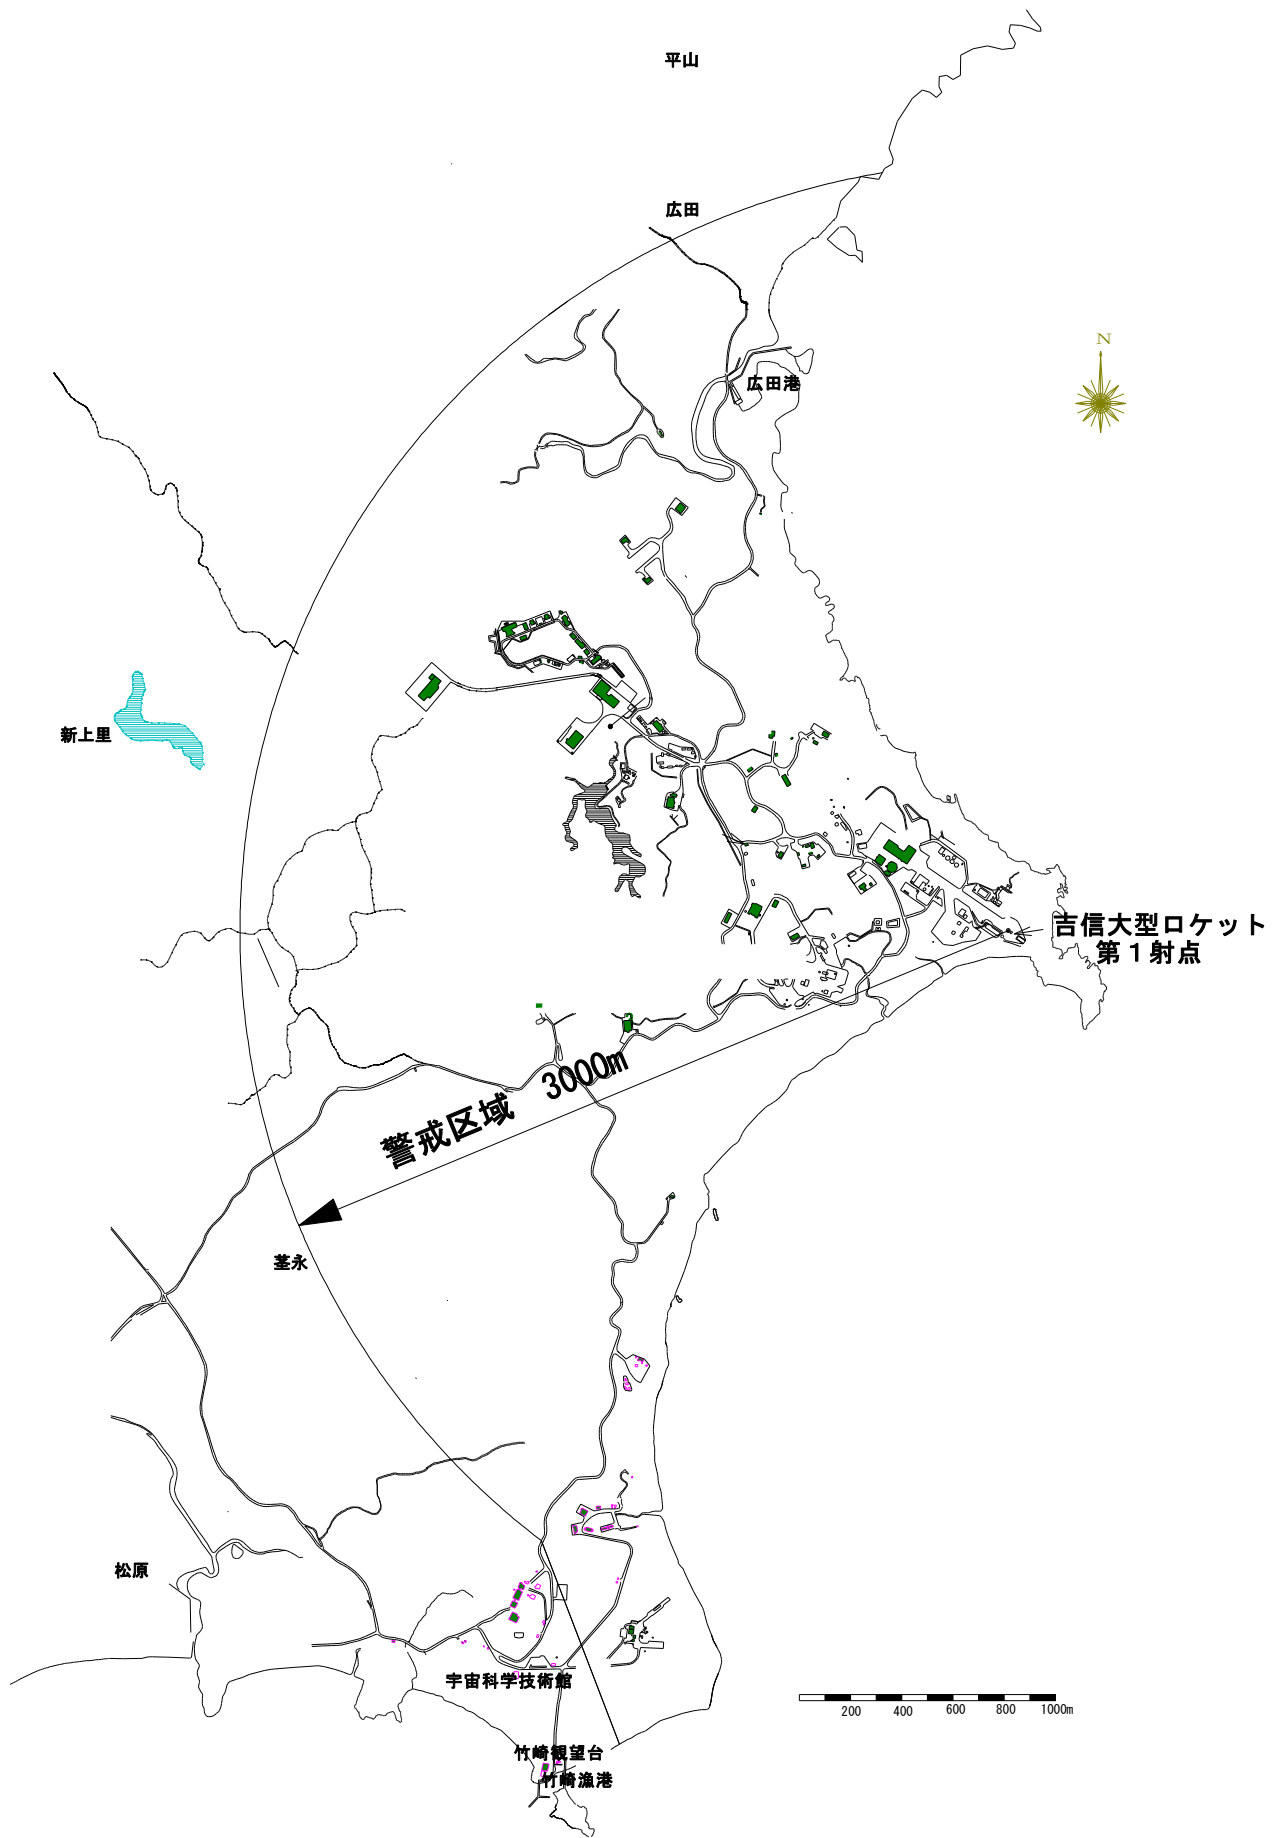 平山
広田
N
広田港
新上里
吉信大型ロケット
第1射点
警戒区域 3000m
茎永
松原
宇宙科学技術館
200 400 600 800 1000m
竹崎観望台
竹崎漁港